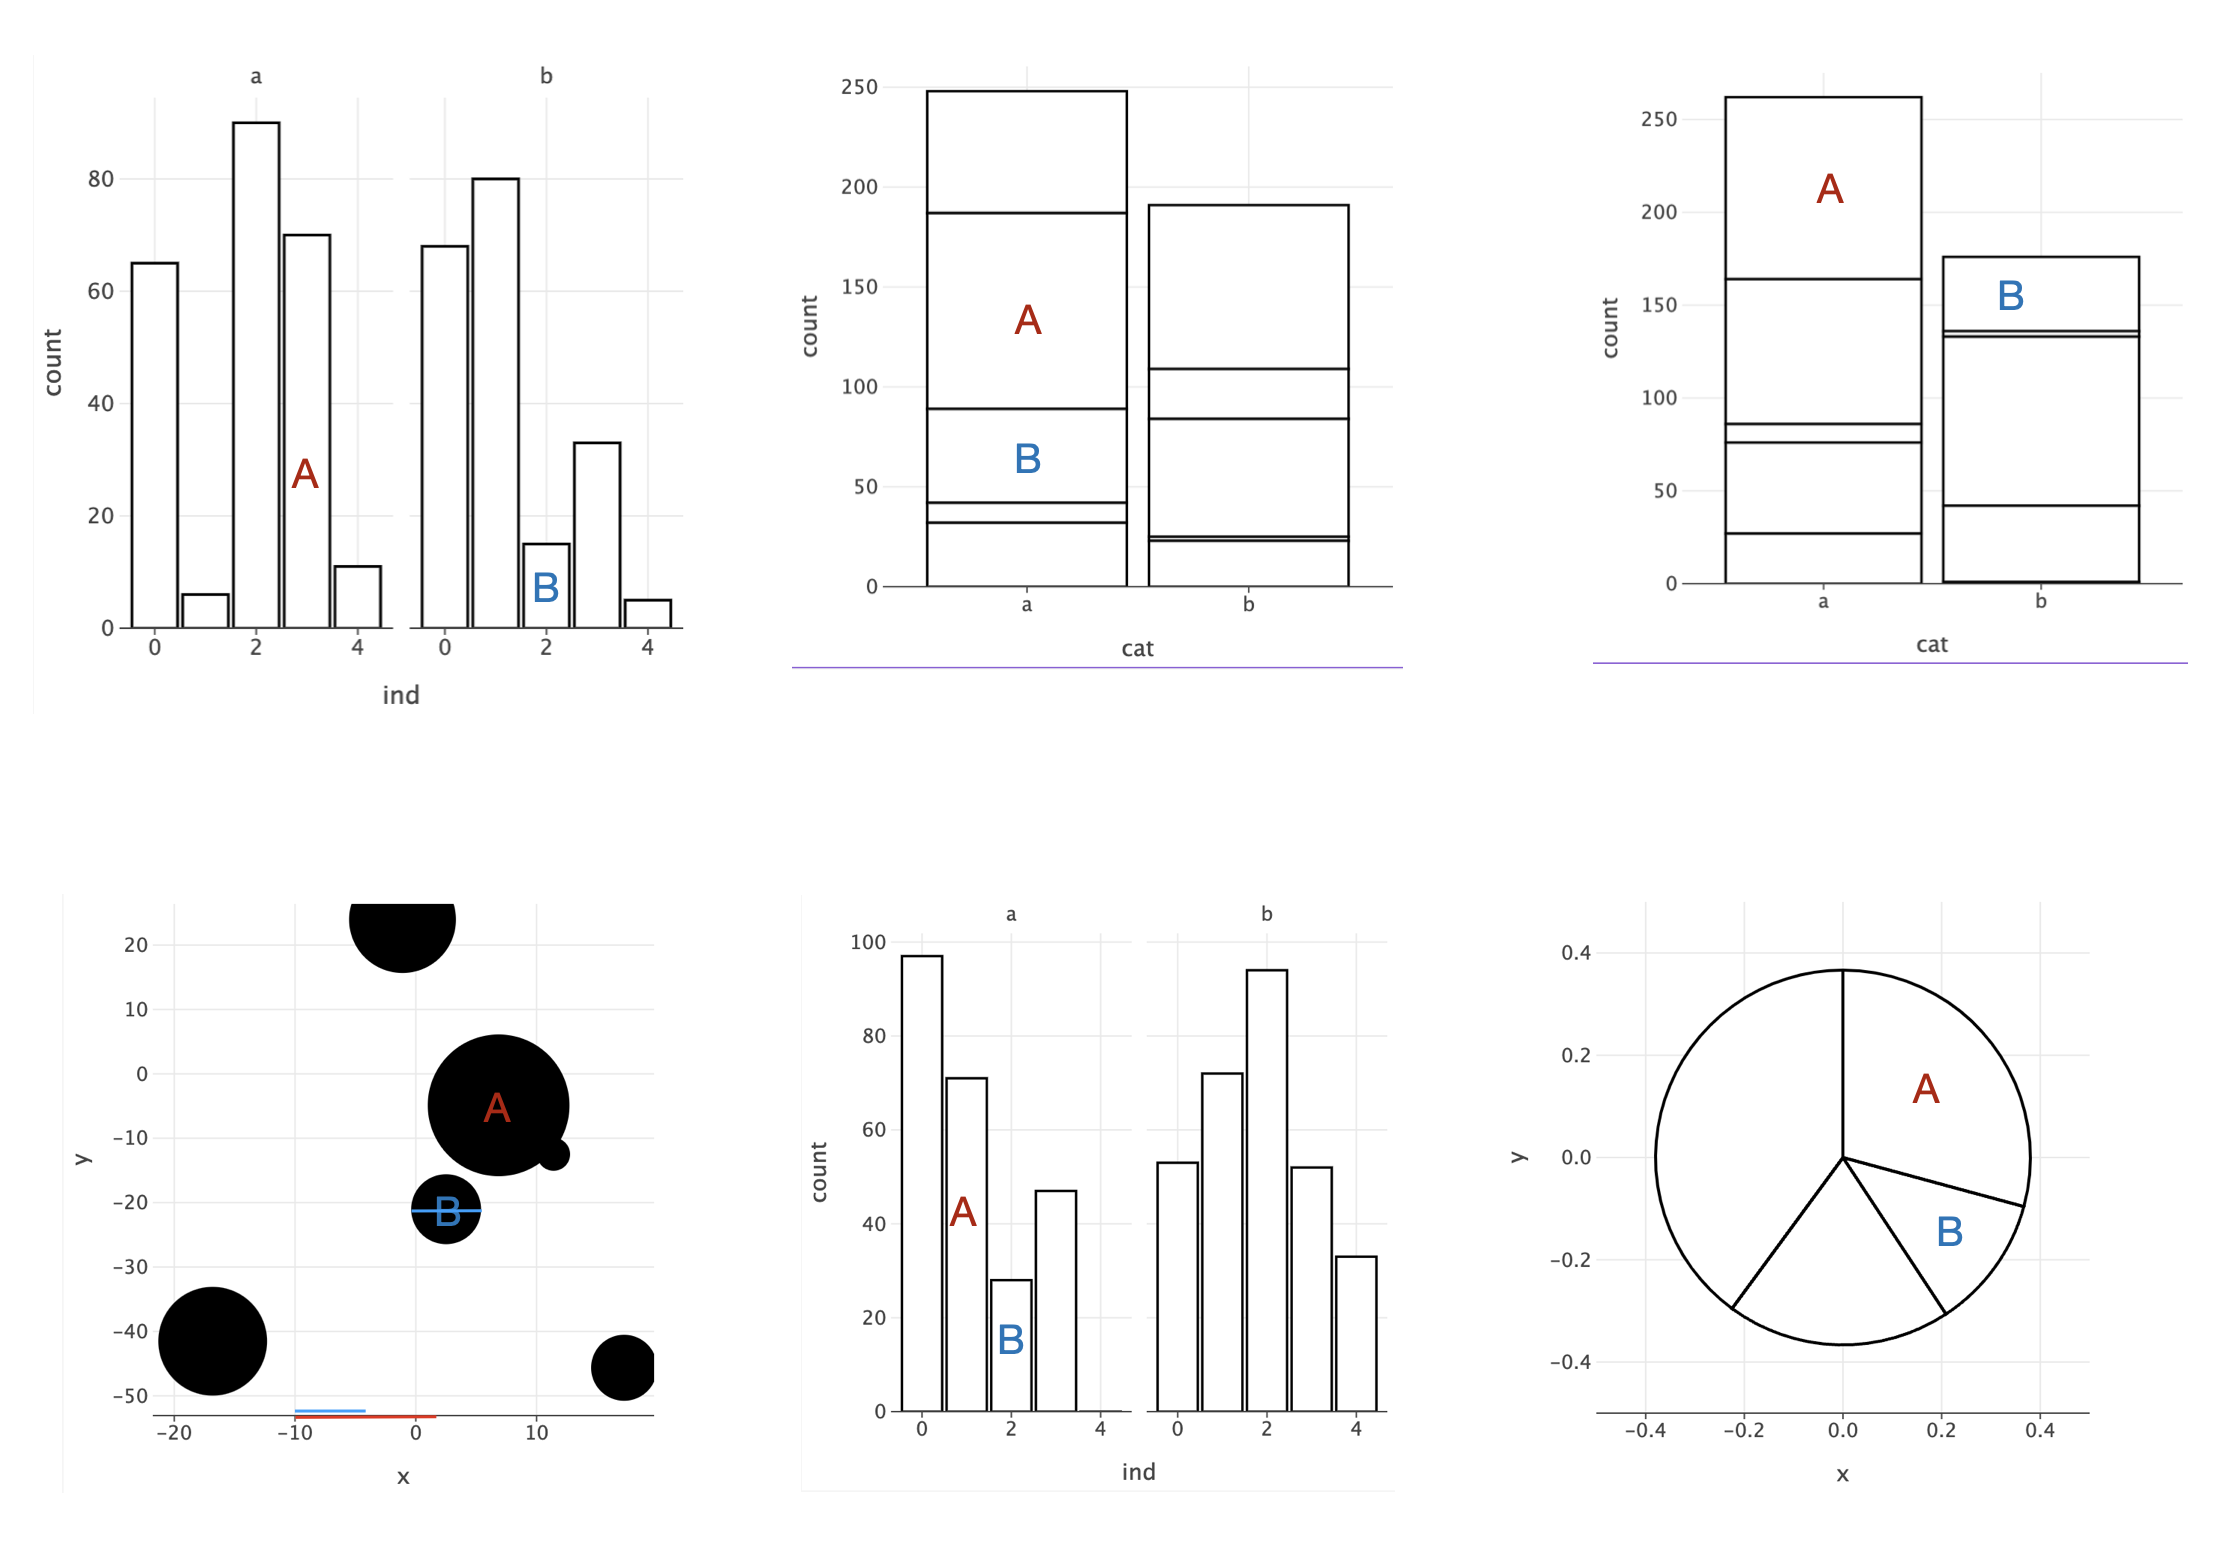 a b
80
60
40
20
0
count
A
B
0 2 4 0 2 4
ind
250
200
150
100
50
0
count
A
B
a b
cat
250
200
150
100
50
0
count
A
B
a b
cat
20
10
0
−10
−20
−30
−40
−50
y
A
B
−20 −10 0 10
x
a b
100
80
60
40
20
0
count
A
B
0 2 4 0 2 4
ind
0.4
0.2
0.0
−0.2
−0.4
y
A
B
−0.4 −0.2 0.0 0.2 0.4
x